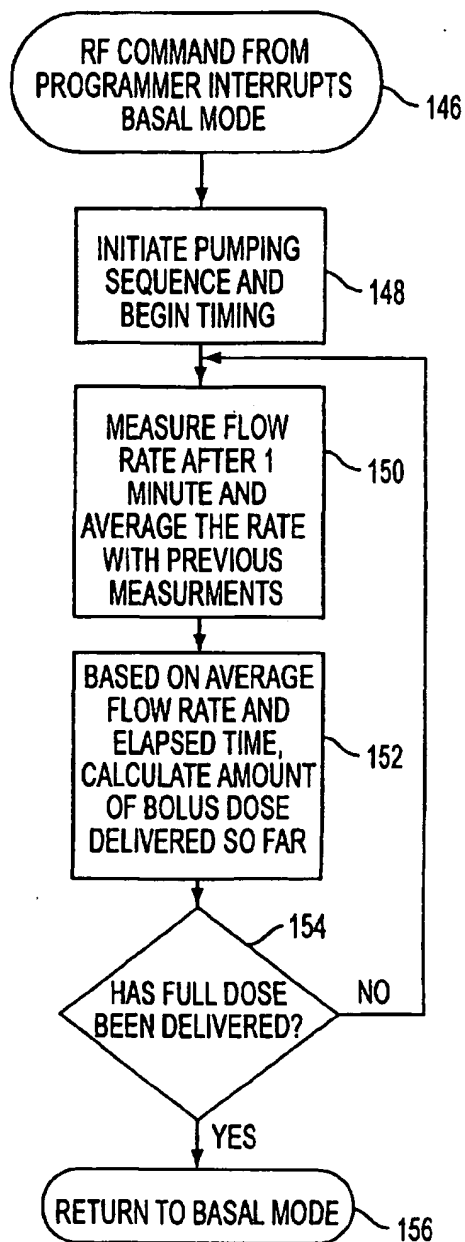 RF COMMAND FROM
PROGRAMMER INTERRUPTS
BASAL MODE
146
INITIATE PUMPING
SEQUENCE AND
BEGIN TIMING
148
MEASURE FLOW
RATE AFTER 1
MINUTE AND
AVERAGE THE RATE
WITH PREVIOUS
MEASURMENTS
150
BASED ON AVERAGE
FLOW RATE AND
ELAPSED TIME,
CALCULATE AMOUNT
OF BOLUS DOSE
DELIVERED SO FAR
152
154
HAS FULL DOSE
BEEN DELIVERED?
NO
YES
RETURN TO BASAL MODE
156